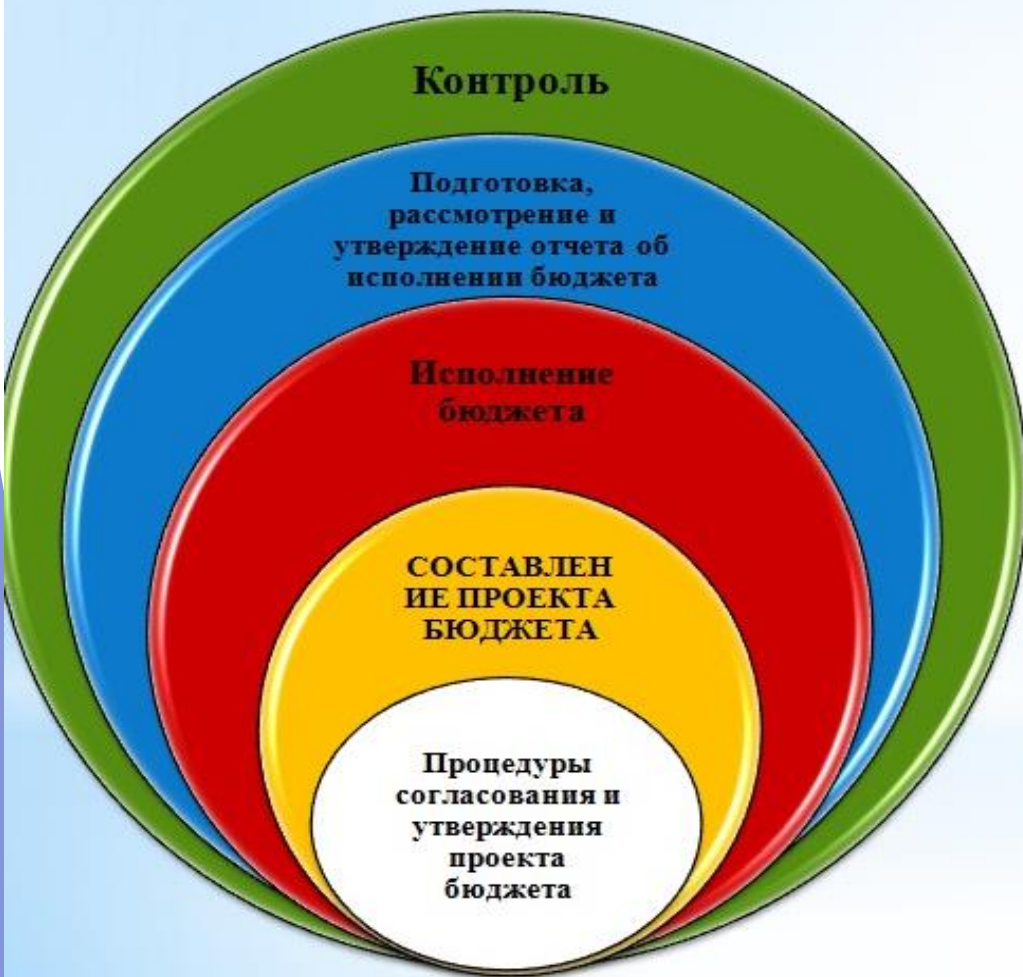 Контроль
Подготовка,
рассмотрение и
утверждение отчета об
исполнении бюджета
Исполнение
бюджета
СОСТАВЛЕН
ИЕ ПРОЕКТА
БЮДЖЕТА
Процедуры
согласования и
утверждения
проекта
бюджета